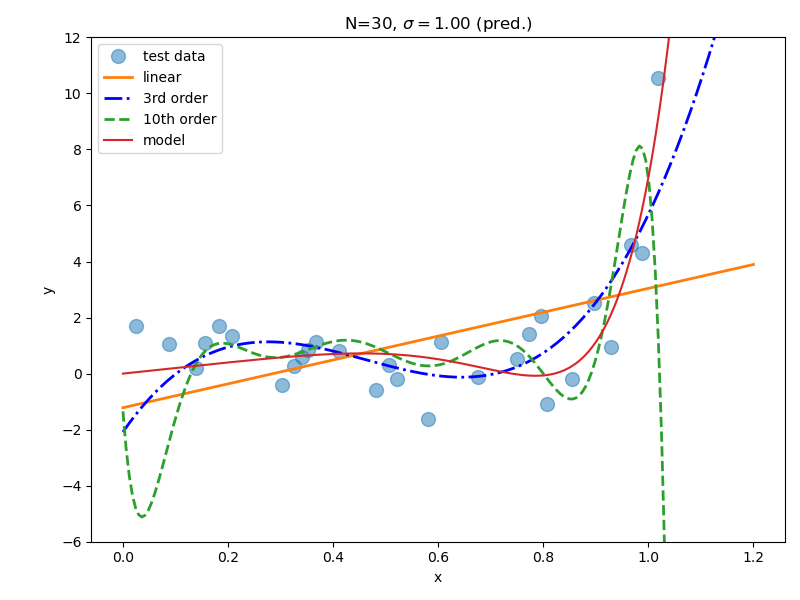 N=30, σ = 1.00 (pred.)
test data
linear
3rd order
10th order
model
12
10
8
6
4
2
0
−2
−4
−6
y
0.0 0.2 0.4 0.6 0.8 1.0 1.2
x